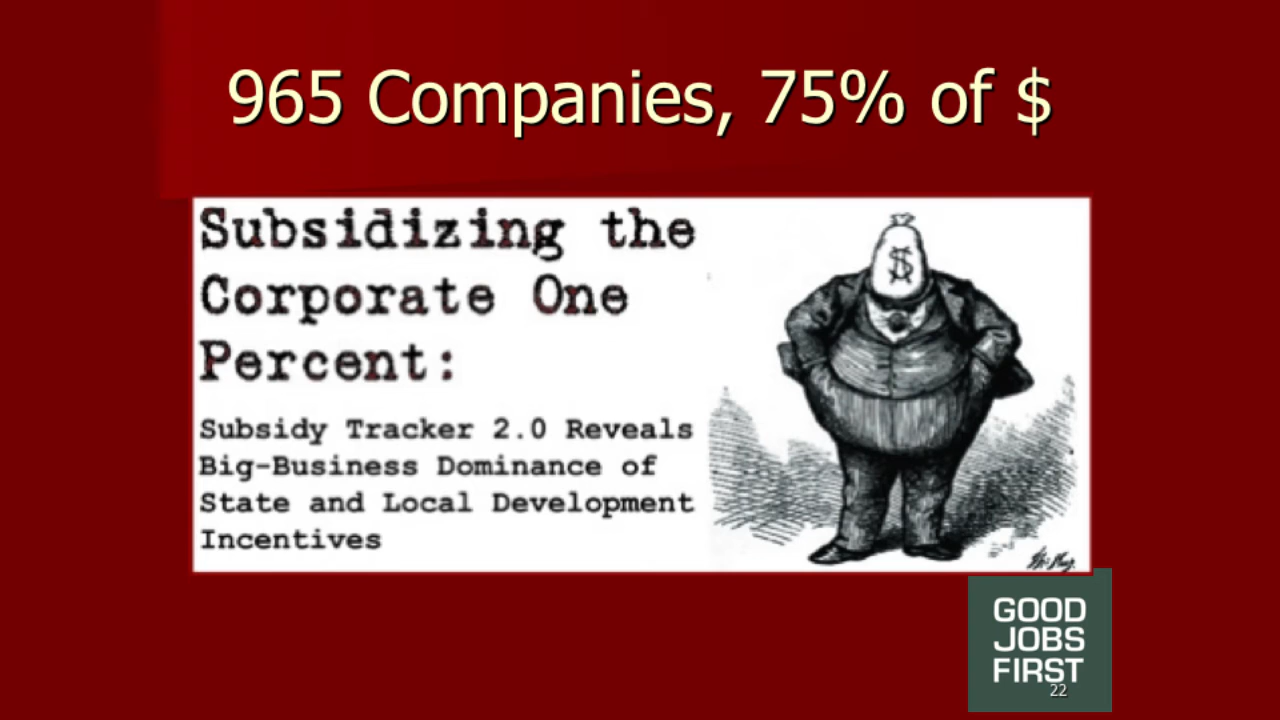 965 Companies, 75% of $
Subsidizing the
Corporate One
Percent:
Subsidy Tracker 2.0 Reveals
Big-Business Dominance of
State and Local Development
Incentives
$
GOOD
JOBS
FIRST
22